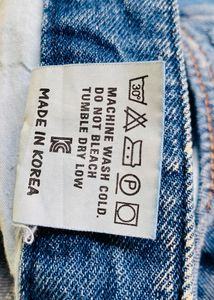 30°
P
MACHINE WASH COLD.
DO NOT BLEACH
TUMBLE DRY LOW
MADE IN KOREA